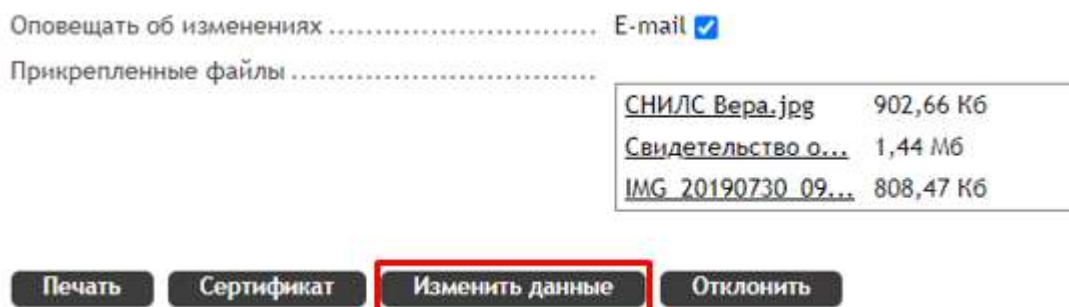 Оповещать об изменениях ............................. E-mail
Прикрепленные файлы .................................
СНИЛС Вера.jpg 902,66 Кб
Свидетельство о... 1,44 Мб
IMG_20190730_09... 808,47 Кб
Печать Сертификат Изменить данные Отклонить